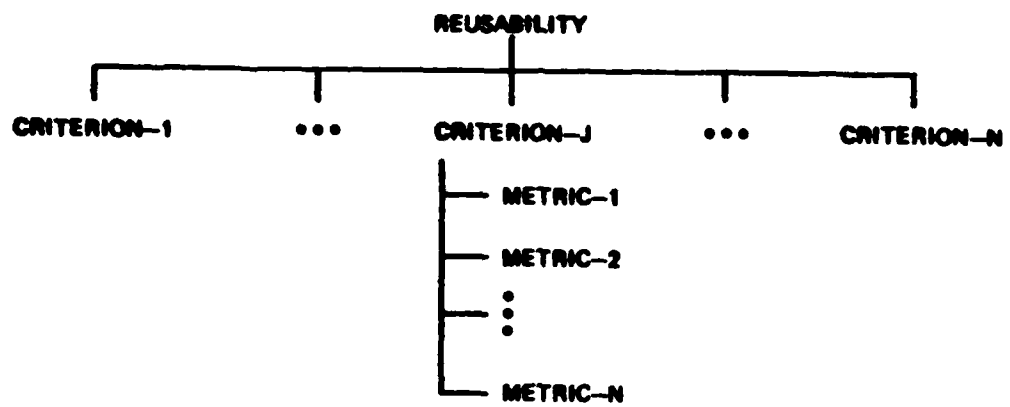 REUSABILITY
CRITERION-1 ••• CRITERION-J ••• CRITERION-N
METRIC-1
METRIC-2
METRIC-N